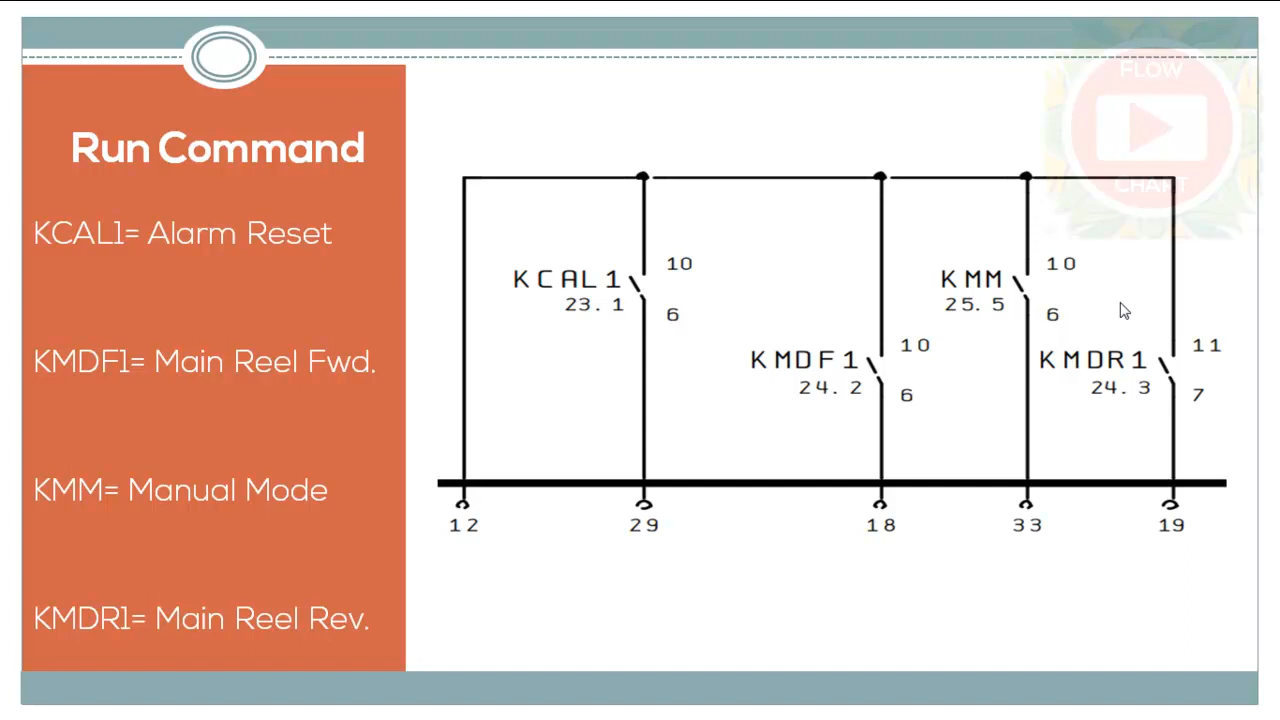 FLOW
CHART
Run Command
KCAL1= Alarm Reset
KMDF1= Main Reel Fwd.
KMM= Manual Mode
KMDR1= Main Reel Rev.
KCAL1
23.1
10
6
KMDF1
24.2
10
6
KMM
25.5
10
6
KMDR1
24.3
11
7
12 29 18 33 19